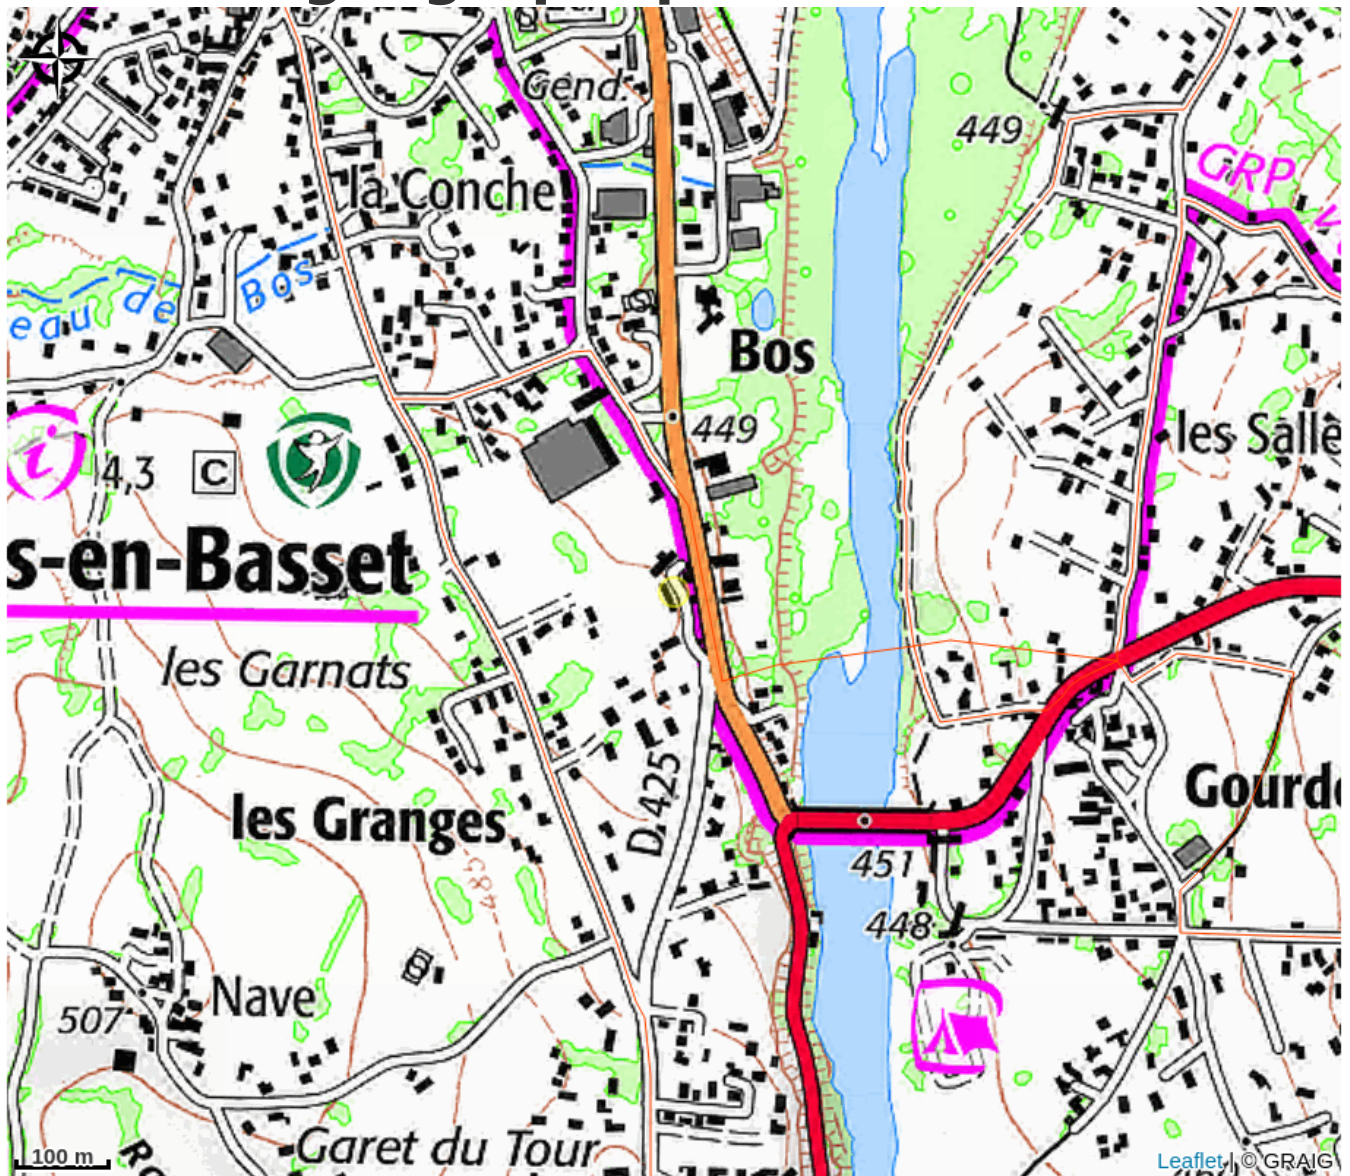 Gend.
449
GRP
la Conche
Bos
eau de
Bos
449
les Salle
4,3
C
s-en-Basset
les Garnats
D.425
Gourd
les Granges
485
451
448
Nave
507
Garet du Tour
100 m
Leaflet | © GRAIG